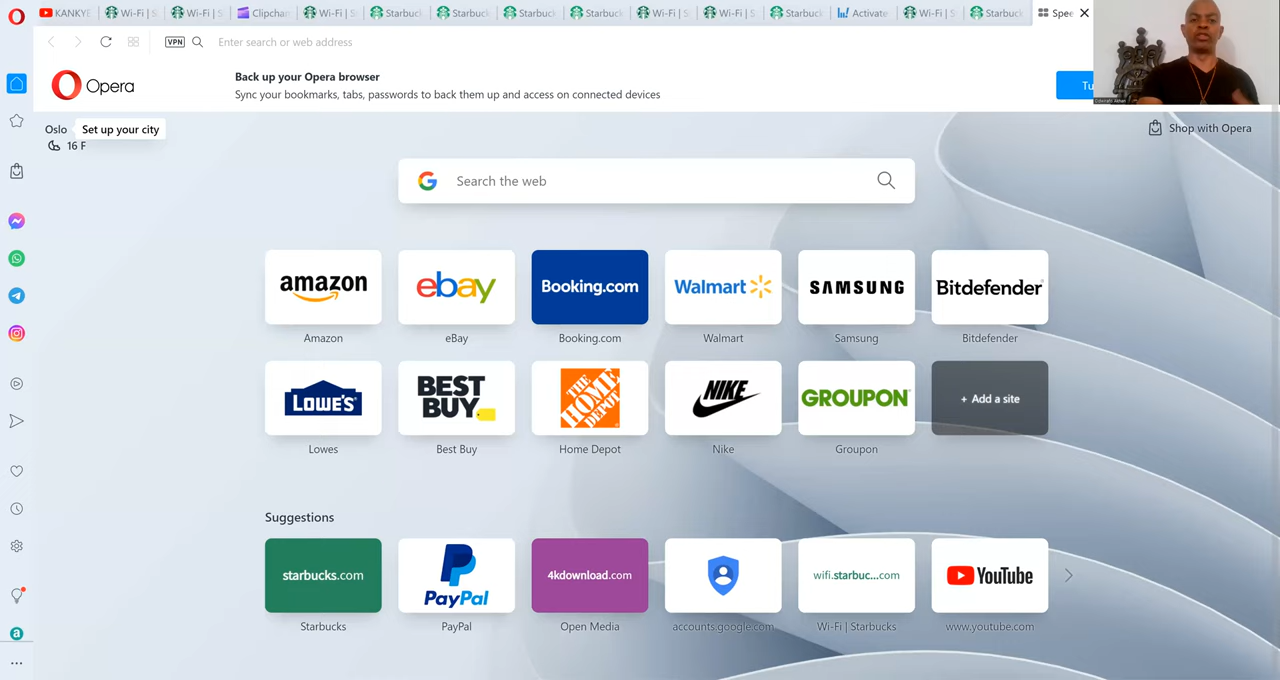 KANKYE
Wi-Fi | S
Wi-Fi | S
Clipcham
Wi-Fi | S
Starbuck
Starbuck
Starbuck
Starbuck
Wi-Fi | S
Wi-Fi | S
Starbuck
Activate
Wi-Fi | S
Starbuck
Spee
VPN
Enter search or web address
Opera
Back up your Opera browser
Sync your bookmarks, tabs, passwords to back them up and access on connected devices
Tu
Oslo
Set up your city
16 F
Shop with Opera
Search the web
amazon
ebay
Booking.com
Walmart
SAMSUNG
Bitdefender
Amazon
eBay
Booking.com
Walmart
Samsung
Bitdefender
LOWE'S
BEST BUY
THE HOME DEPOT
NIKE
GROUPON
+ Add a site
Lowes
Best Buy
Home Depot
Nike
Groupon
Suggestions
starbucks.com
PayPal
4kdownload.com
wifi.starbuc...com
YouTube
Starbucks
PayPal
Open Media
accounts.google.com
Wi-Fi | Starbucks
www.youtube.com